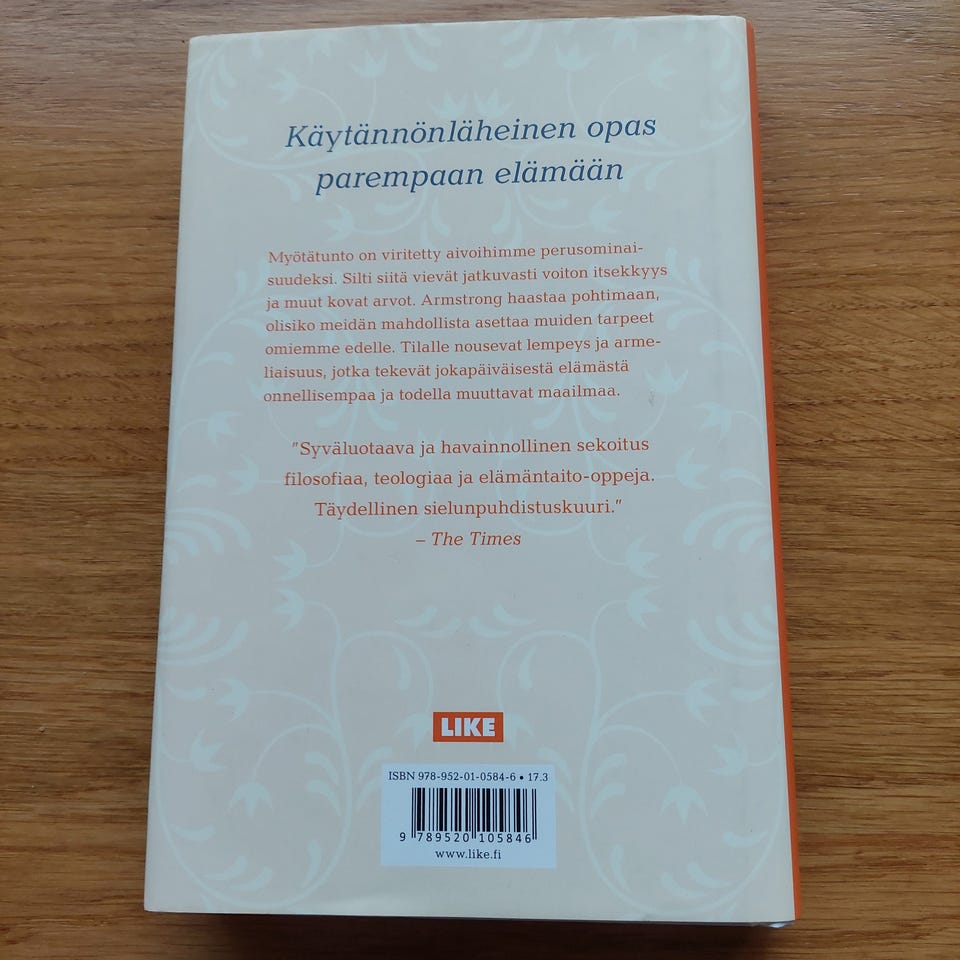 Käytännönläheinen opas
parempaan elämään
Myötätunto on viritetty aivoihimme perusominai-
suudeksi. Silti siitä vievät jatkuvasti voiton itsekkyys
ja muut kovat arvot. Armstrong haastaa pohtimaan,
olisiko meidän mahdollista asettaa muiden tarpeet
omiemme edelle. Tilalle nousevat lempeys ja arme-
liaisuus, jotka tekevät jokapäiväisestä elämästä
onnellisempaa ja todella muuttavat maailmaa.
"Syväluotaava ja havainnollinen sekoitus
filosofiaa, teologiaa ja elämäntaito-oppeja.
Täydellinen sielunpuhdistuskuuri."
– The Times
LIKE
ISBN 978-952-01-0584-6 • 17.3
9 789520 105846
www.like.fi